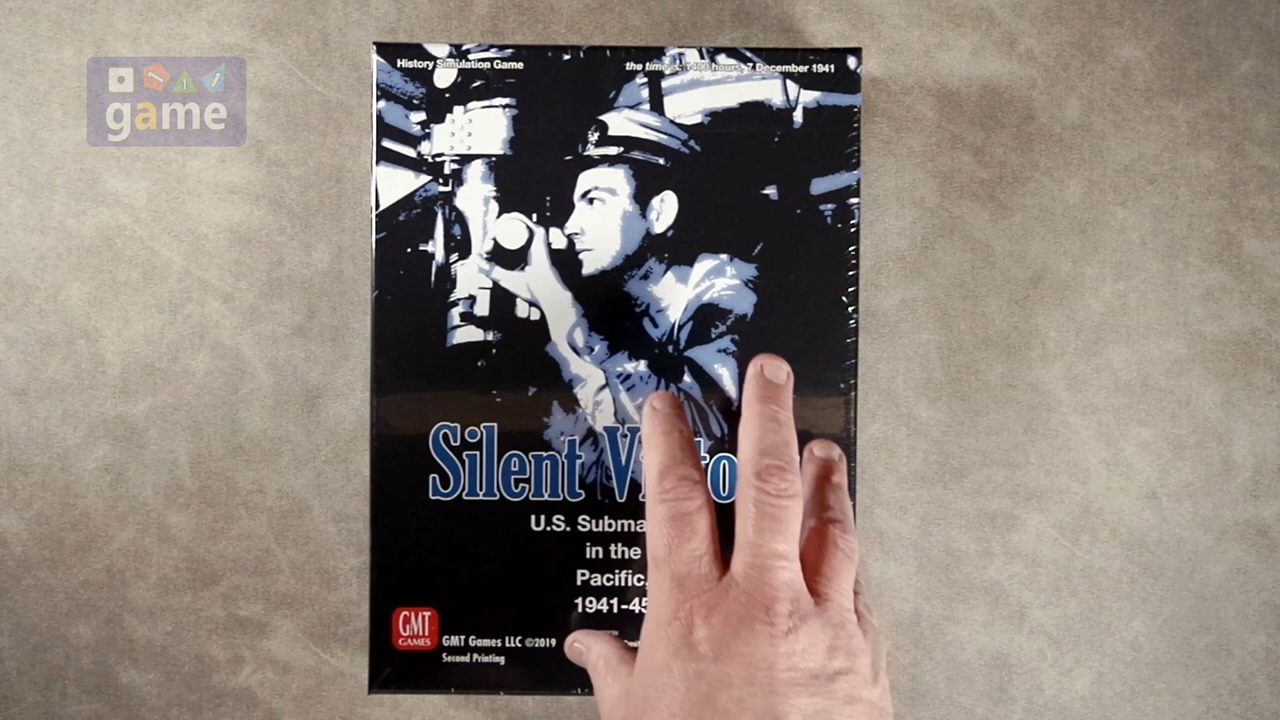 game
History Simulation Game
the time is: 1400 hours, 7 December 1941
Silent
U.S.
in the
Pacific,
1941-45
GMT
GAMES
GMT Games LLC ©2019
Second Printing